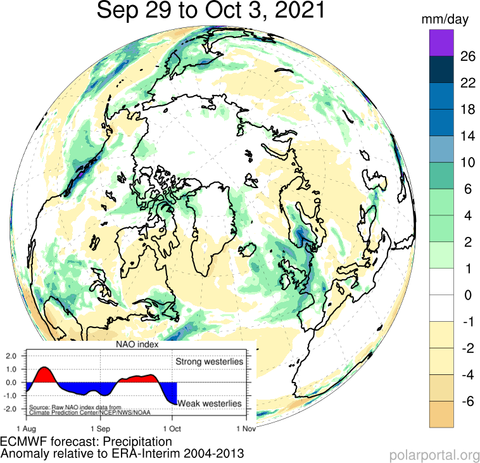 Sep 29 to Oct 3, 2021
mm/day
26
22
18
14
10
6
4
2
1
0
-1
-2
-4
-6
NAO index
2.0
1.0
0.0
-1.0
-2.0
Strong westerlies
Weak westerlies
Source: Raw NAO index data from
Climate Prediction Center/NCEP/NWS/NOAA
1 Aug 1 Sep 1 Oct 1 Nov
ECMWF forecast: Precipitation
Anomaly relative to ERA-Interim 2004-2013
polarportal.org